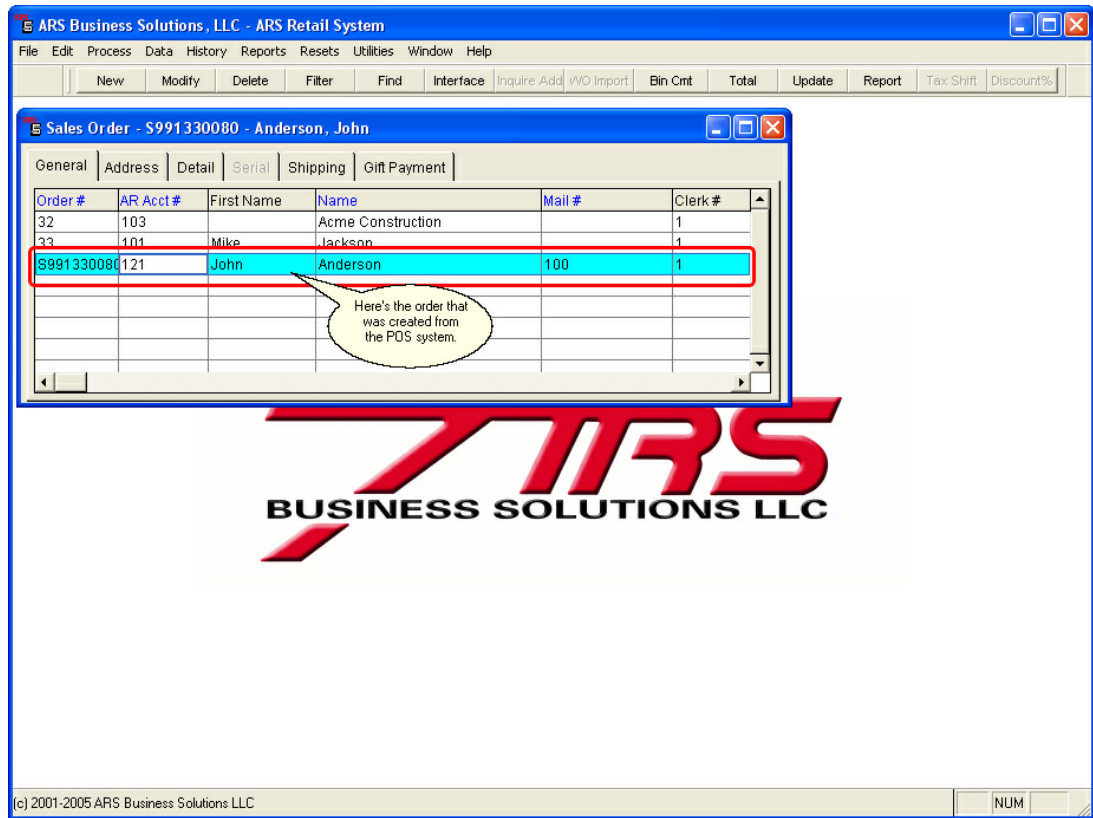 ARS Business Solutions, LLC - ARS Retail System
File Edit Process Data History Reports Resets Utilities Window Help
New Modify Delete Filter Find Interface Inquire Add WO Import Bin Cmt Total Update Report Tax Shift Discount%
Sales Order - S991330080 - Anderson, John
General Address Detail Serial Shipping Gift Payment
Order # AR Acct # First Name Name Mail # Clerk #
32 103 Acme Construction 1
33 101 Mike Jackson 1
S991330080 121 John Anderson 100 1
Here's the order that
was created from
the POS system.
ARS
BUSINESS SOLUTIONS LLC
(c) 2001-2005 ARS Business Solutions LLC NUM